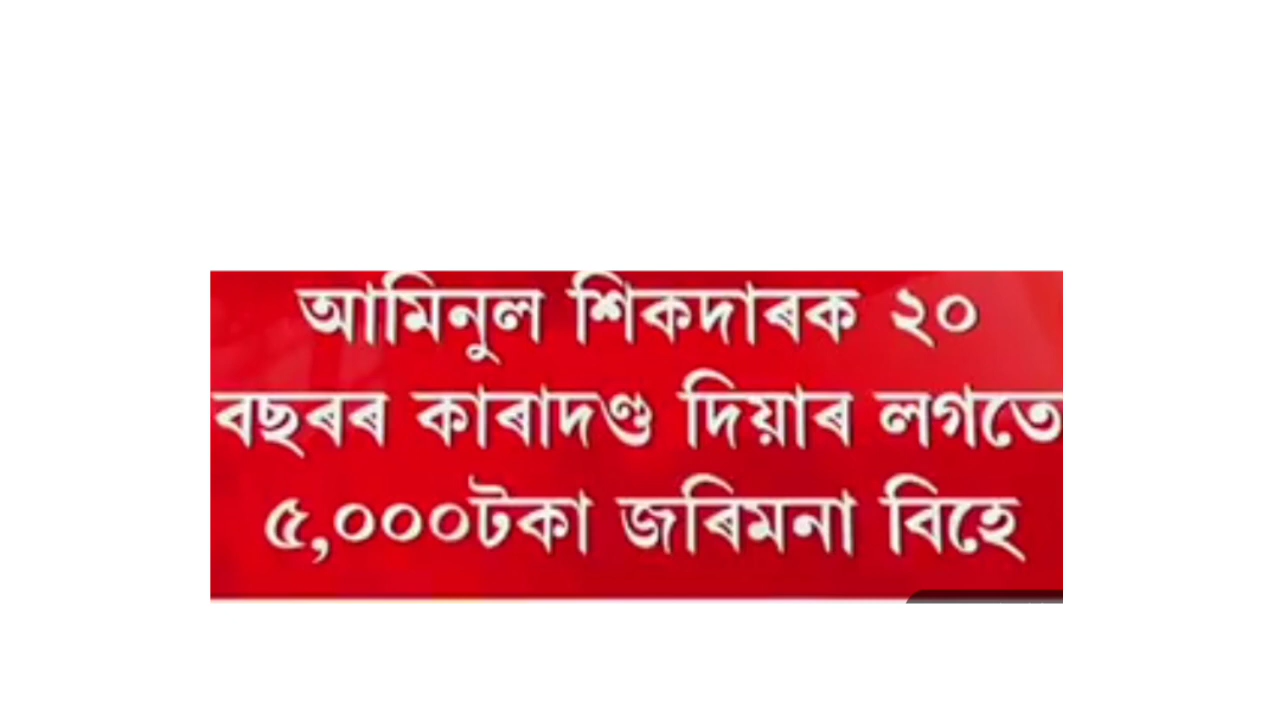 আমিনুল শিকদাৰক ২০
বছৰৰ কাৰাদণ্ড দিয়াৰ লগতে
৫,০০০টকা জৰিমনা বিহে